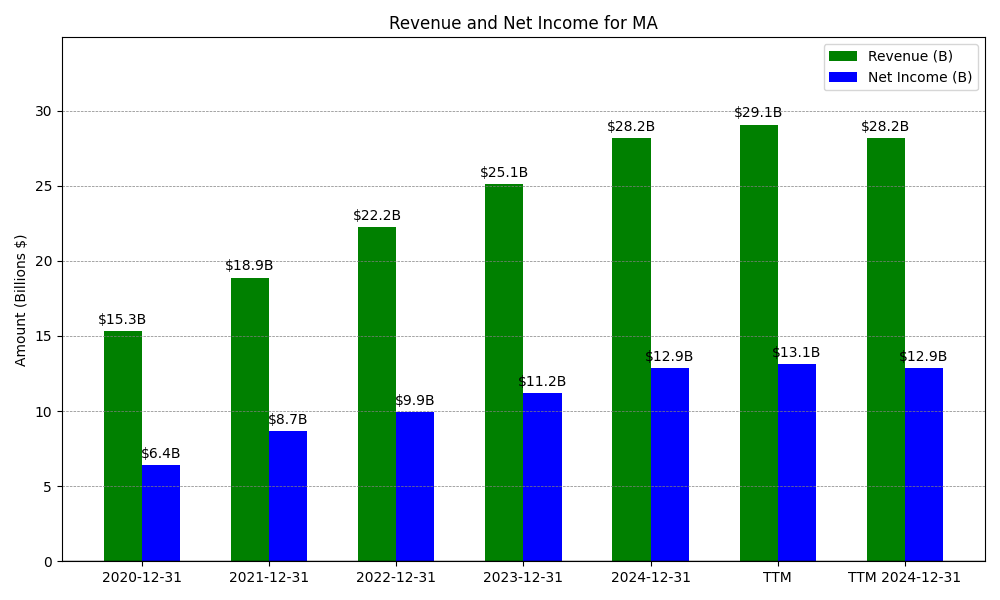 Revenue and Net Income for MA
Revenue (B)
Net Income (B)
Amount (Billions $)
30
25
20
15
10
5
0
$15.3B
$6.4B
$18.9B
$8.7B
$22.2B
$9.9B
$25.1B
$11.2B
$28.2B
$12.9B
$29.1B
$13.1B
$28.2B
$12.9B
2020-12-31
2021-12-31
2022-12-31
2023-12-31
2024-12-31
TTM
TTM 2024-12-31